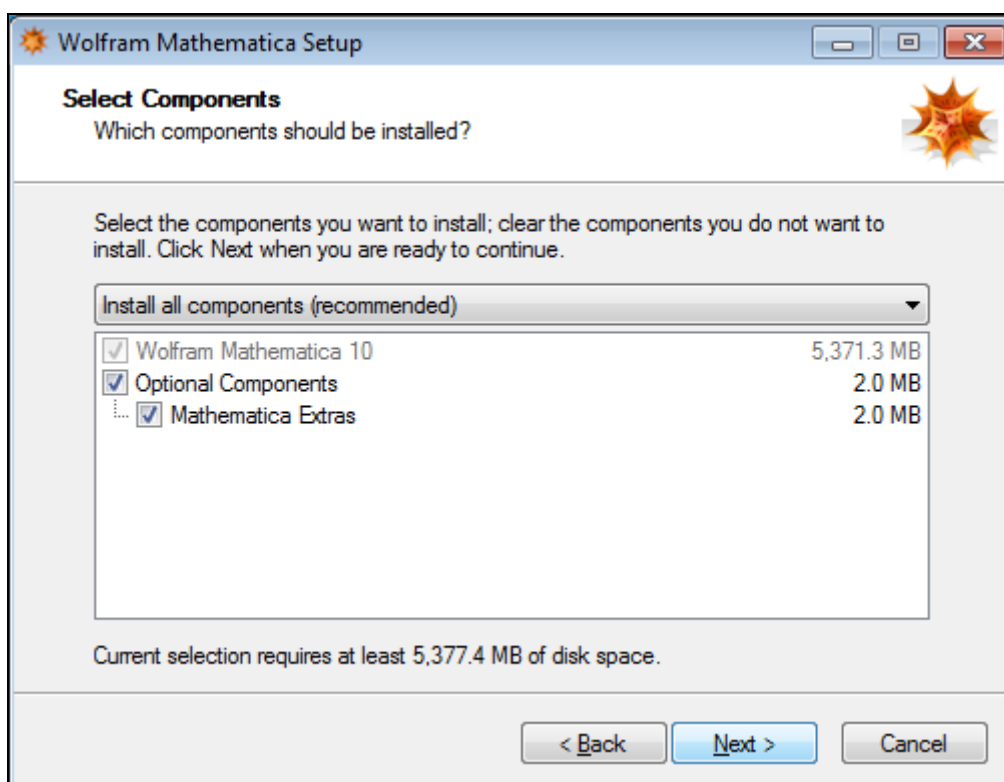 Wolfram Mathematica Setup
Select Components
Which components should be installed?
Select the components you want to install; clear the components you do not want to
install. Click Next when you are ready to continue.
Install all components (recommended)
Wolfram Mathematica 10 5,371.3 MB
Optional Components 2.0 MB
Mathematica Extras 2.0 MB
Current selection requires at least 5,377.4 MB of disk space.
< Back Next > Cancel